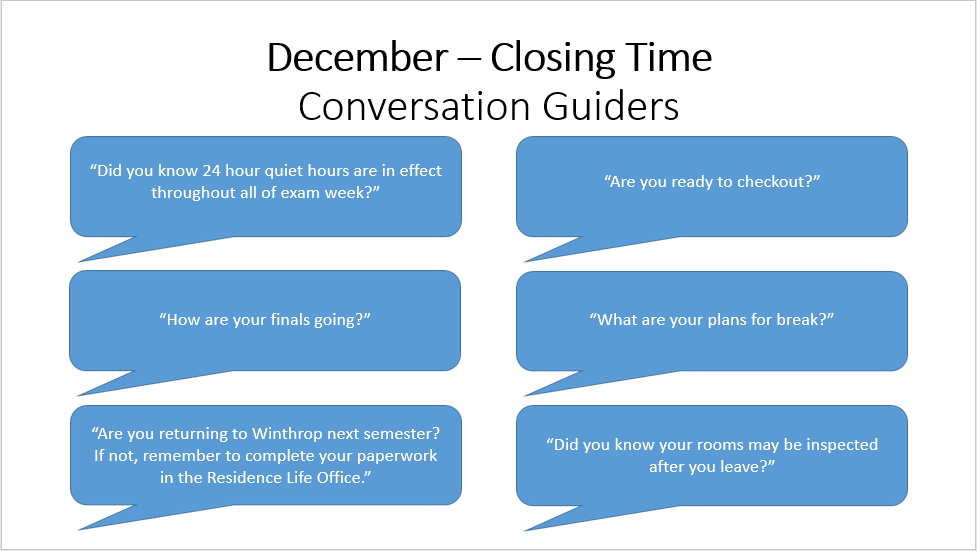 December – Closing Time
Conversation Guiders
“Did you know 24 hour quiet hours are in effect
throughout all of exam week?”
“Are you ready to checkout?”
“How are your finals going?”
“What are your plans for break?”
“Are you returning to Winthrop next semester?
If not, remember to complete your paperwork
in the Residence Life Office.”
“Did you know your rooms may be inspected
after you leave?”